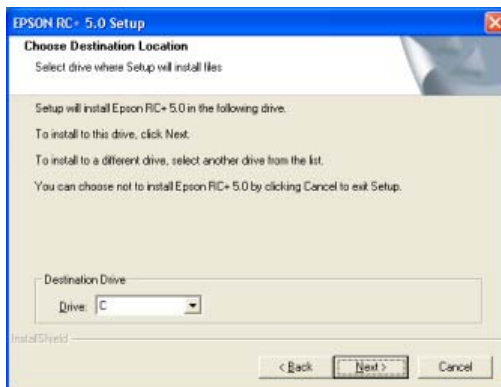 EPSON RC+ 5.0 Setup
Choose Destination Location
Select drive where Setup will install files
Setup will install Epson RC+ 5.0 in the following drive.
To install to this drive, click Next.
To install to a different drive, select another drive from the list.
You can choose not to install Epson RC+ 5.0 by clicking Cancel to exit Setup.
Destination Drive
Drive: C
InstallShield
< Back Next > Cancel